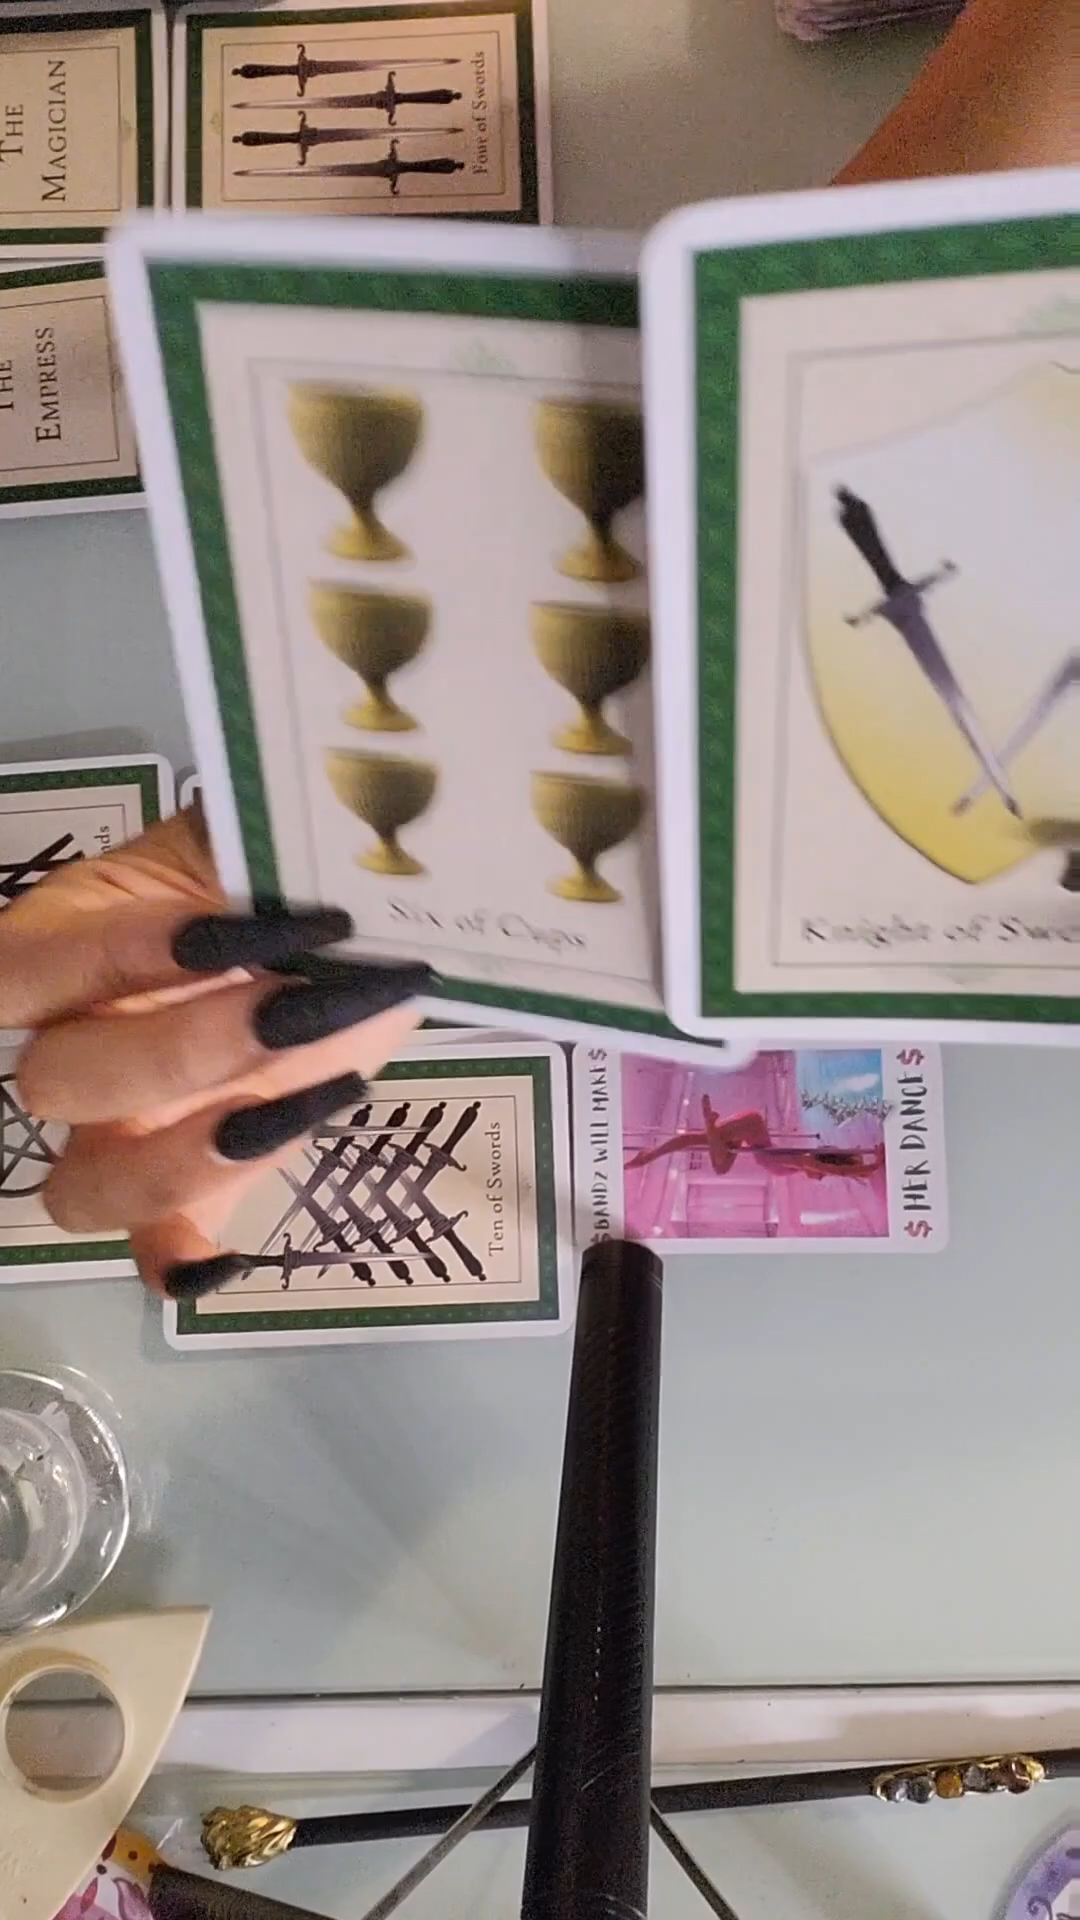 THE
MAGICIAN
Four of Swords
THE
EMPRESS
Six of Cups
Knight of
nds
Ten of Swords
$BANDZ WILL MAKE$
$ HER DANCE $